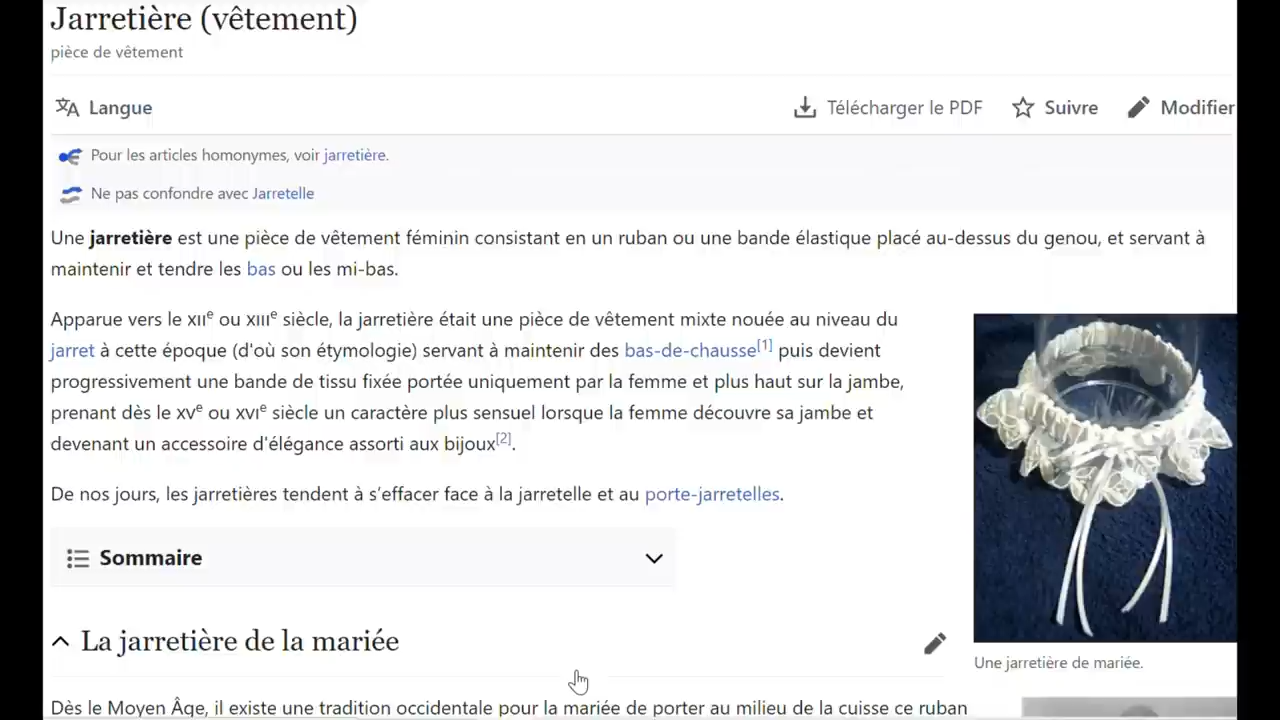 Jarretière (vêtement)
pièce de vêtement
Langue
Télécharger le PDF
Suivre
Modifier
Pour les articles homonymes, voir jarretière.
Ne pas confondre avec Jarretelle
Une jarretière est une pièce de vêtement féminin consistant en un ruban ou une bande élastique placé au-dessus du genou, et servant à
maintenir et tendre les bas ou les mi-bas.
Apparue vers le XIIe ou XIIIe siècle, la jarretière était une pièce de vêtement mixte nouée au niveau du
jarret à cette époque (d'où son étymologie) servant à maintenir des bas-de-chausse[1] puis devient
progressivement une bande de tissu fixée portée uniquement par la femme et plus haut sur la jambe,
prenant dès le XVe ou XVIe siècle un caractère plus sensuel lorsque la femme découvre sa jambe et
devenant un accessoire d'élégance assorti aux bijoux[2].
De nos jours, les jarretières tendent à s’effacer face à la jarretelle et au porte-jarretelles.
Sommaire
La jarretière de la mariée
Une jarretière de mariée.
Dès le Moyen Âge, il existe une tradition occidentale pour la mariée de porter au milieu de la cuisse ce ruban